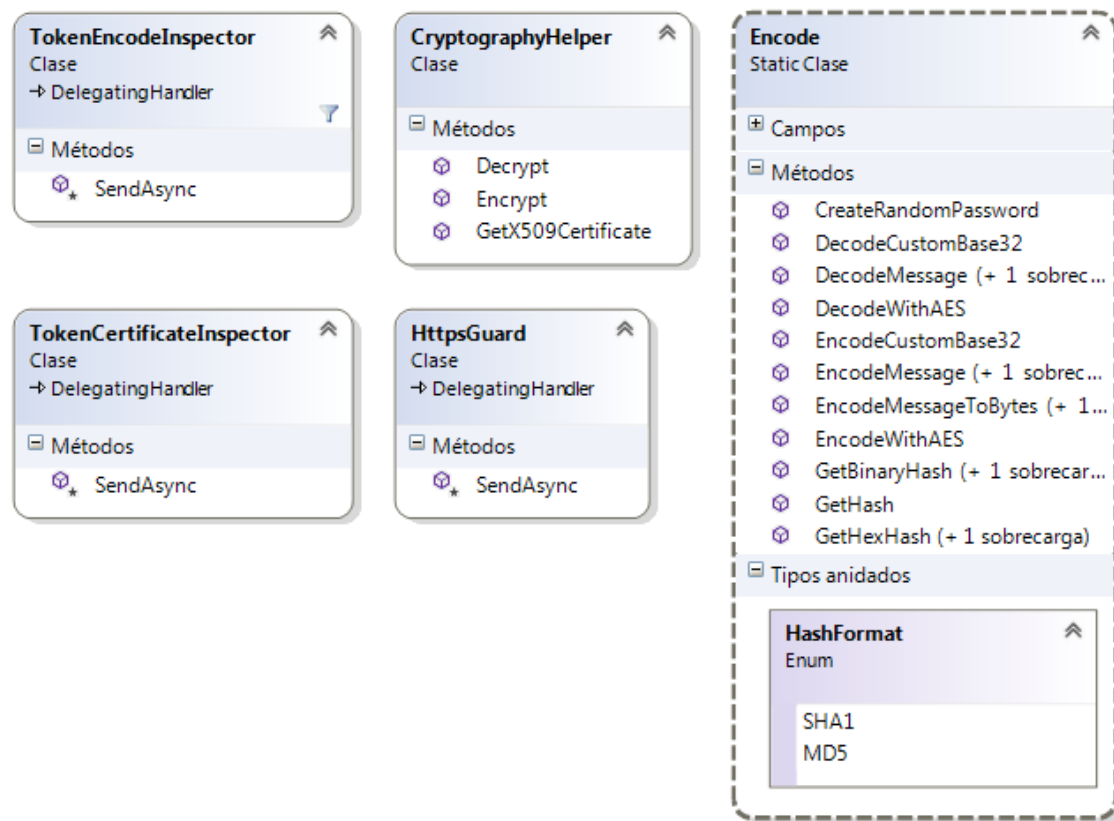 TokenEncodeInspector
Clase
DelegatingHandler
Métodos
SendAsync
CryptographyHelper
Clase
Métodos
Decrypt
Encrypt
GetX509Certificate
TokenCertificateInspector
Clase
DelegatingHandler
Métodos
SendAsync
HttpsGuard
Clase
DelegatingHandler
Métodos
SendAsync
Encode
Static Clase
Campos
Métodos
CreateRandomPassword
DecodeCustomBase32
DecodeMessage (+ 1 sobrec...
DecodeWithAES
EncodeCustomBase32
EncodeMessage (+ 1 sobrec...
EncodeMessageToBytes (+ 1...
EncodeWithAES
GetBinaryHash (+ 1 sobrecar...
GetHash
GetHexHash (+ 1 sobrecarga)
Tipos anidados
HashFormat
Enum
SHA1
MD5